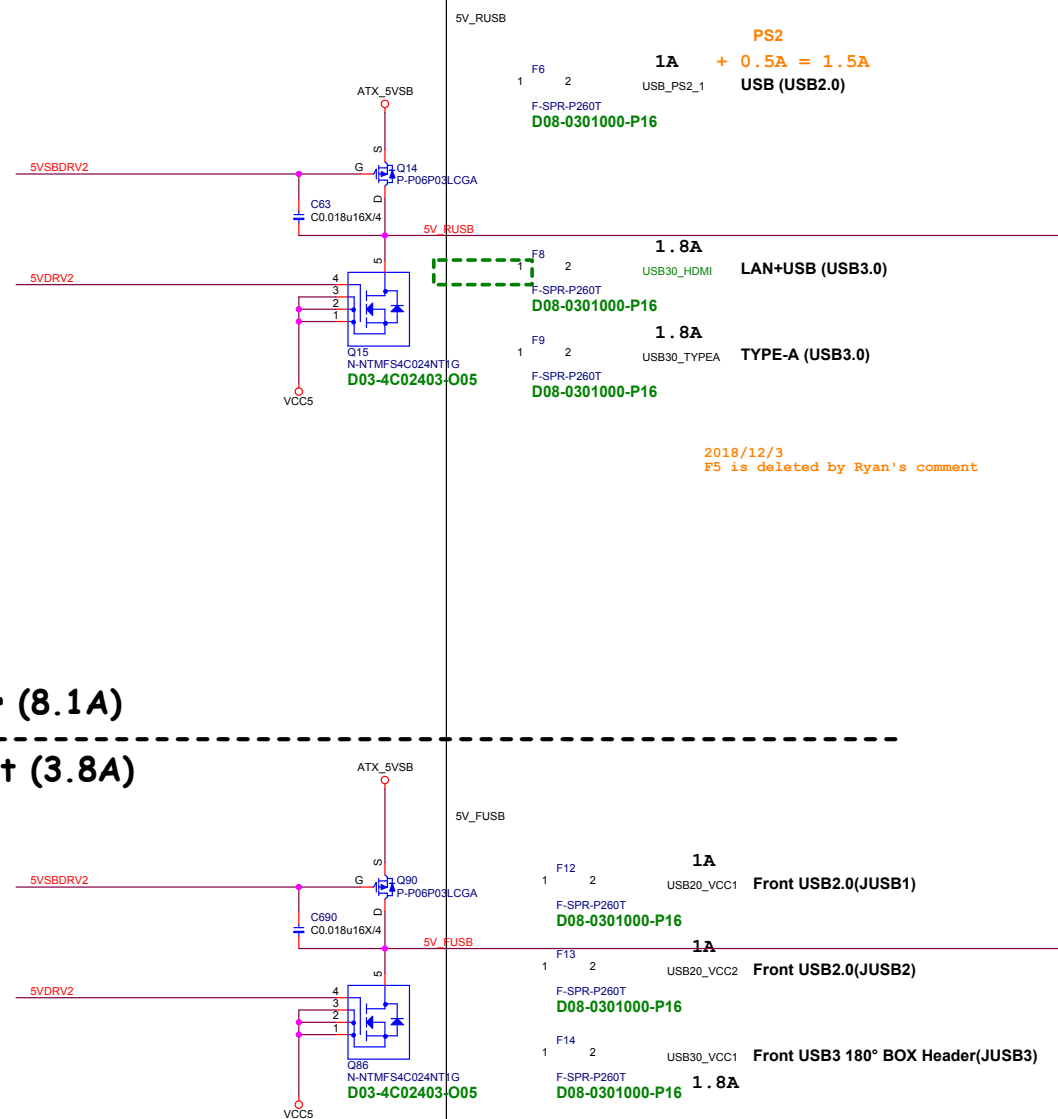 5V_RUSB
PS2
1A + 0.5A = 1.5A
F6
1 2
USB_PS2_1 USB (USB2.0)
F-SPR-P260T
D08-0301000-P16
ATX_5VSB
S
5VSBDRV2
G
Q14
P-P06P03LCGA
D
C63
C0.018u16X/4
5V_RUSB
1.8A
F8
1 2
USB30_HDMI LAN+USB (USB3.0)
F-SPR-P260T
D08-0301000-P16
5
5VDRV2
4
3
2
1
1.8A
F9
1 2
USB30_TYPEA TYPE-A (USB3.0)
F-SPR-P260T
D08-0301000-P16
Q15
N-NTMFS4C024NT1G
D03-4C02403-O05
VCC5
2018/12/3
F5 is deleted by Ryan's comment
(8.1A)
t (3.8A)
ATX_5VSB
5V_FUSB
S
5VSBDRV2
G
Q90
P-P06P03LCGA
D
1A
F12
1 2
USB20_VCC1 Front USB2.0(JUSB1)
F-SPR-P260T
D08-0301000-P16
C690
C0.018u16X/4
5V_FUSB
1A
F13
1 2
USB20_VCC2 Front USB2.0(JUSB2)
F-SPR-P260T
D08-0301000-P16
5
5VDRV2
4
3
2
1
F14
1 2
USB30_VCC1 Front USB3 180° BOX Header(JUSB3)
F-SPR-P260T
1.8A
D08-0301000-P16
Q86
N-NTMFS4C024NT1G
D03-4C02403-O05
VCC5